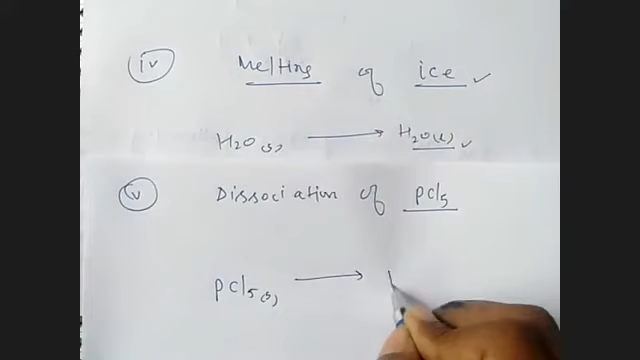 iv Melting of ice ✓
H₂O(s) → H₂O(l) ✓
v Dissociation of pcl₅
pcl₅(s) →